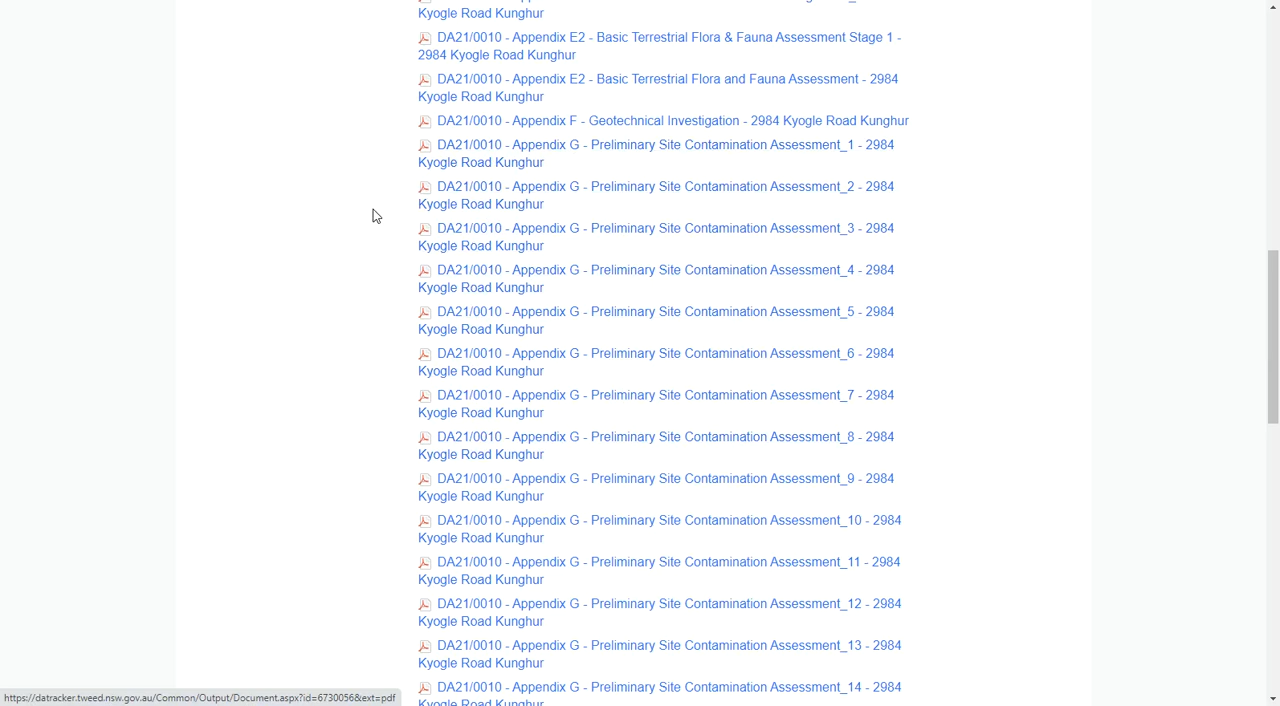 Kyogle Road Kunghur
DA21/0010 - Appendix E2 - Basic Terrestrial Flora & Fauna Assessment Stage 1 -
2984 Kyogle Road Kunghur
DA21/0010 - Appendix E2 - Basic Terrestrial Flora and Fauna Assessment - 2984
Kyogle Road Kunghur
DA21/0010 - Appendix F - Geotechnical Investigation - 2984 Kyogle Road Kunghur
DA21/0010 - Appendix G - Preliminary Site Contamination Assessment_1 - 2984
Kyogle Road Kunghur
DA21/0010 - Appendix G - Preliminary Site Contamination Assessment_2 - 2984
Kyogle Road Kunghur
DA21/0010 - Appendix G - Preliminary Site Contamination Assessment_3 - 2984
Kyogle Road Kunghur
DA21/0010 - Appendix G - Preliminary Site Contamination Assessment_4 - 2984
Kyogle Road Kunghur
DA21/0010 - Appendix G - Preliminary Site Contamination Assessment_5 - 2984
Kyogle Road Kunghur
DA21/0010 - Appendix G - Preliminary Site Contamination Assessment_6 - 2984
Kyogle Road Kunghur
DA21/0010 - Appendix G - Preliminary Site Contamination Assessment_7 - 2984
Kyogle Road Kunghur
DA21/0010 - Appendix G - Preliminary Site Contamination Assessment_8 - 2984
Kyogle Road Kunghur
DA21/0010 - Appendix G - Preliminary Site Contamination Assessment_9 - 2984
Kyogle Road Kunghur
DA21/0010 - Appendix G - Preliminary Site Contamination Assessment_10 - 2984
Kyogle Road Kunghur
DA21/0010 - Appendix G - Preliminary Site Contamination Assessment_11 - 2984
Kyogle Road Kunghur
DA21/0010 - Appendix G - Preliminary Site Contamination Assessment_12 - 2984
Kyogle Road Kunghur
DA21/0010 - Appendix G - Preliminary Site Contamination Assessment_13 - 2984
Kyogle Road Kunghur
DA21/0010 - Appendix G - Preliminary Site Contamination Assessment_14 - 2984
Kyogle Road Kunghur
https://datracker.tweed.nsw.gov.au/Common/Output/Document.aspx?id=6730056&ext=pdf